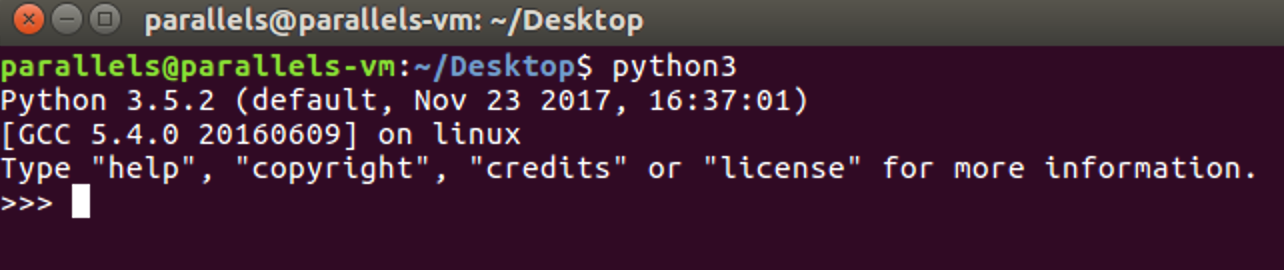 parallels@parallels-vm: ~/Desktop
parallels@parallels-vm:~/Desktop$ python3
Python 3.5.2 (default, Nov 23 2017, 16:37:01)
[GCC 5.4.0 20160609] on linux
Type "help", "copyright", "credits" or "license" for more information.
>>>